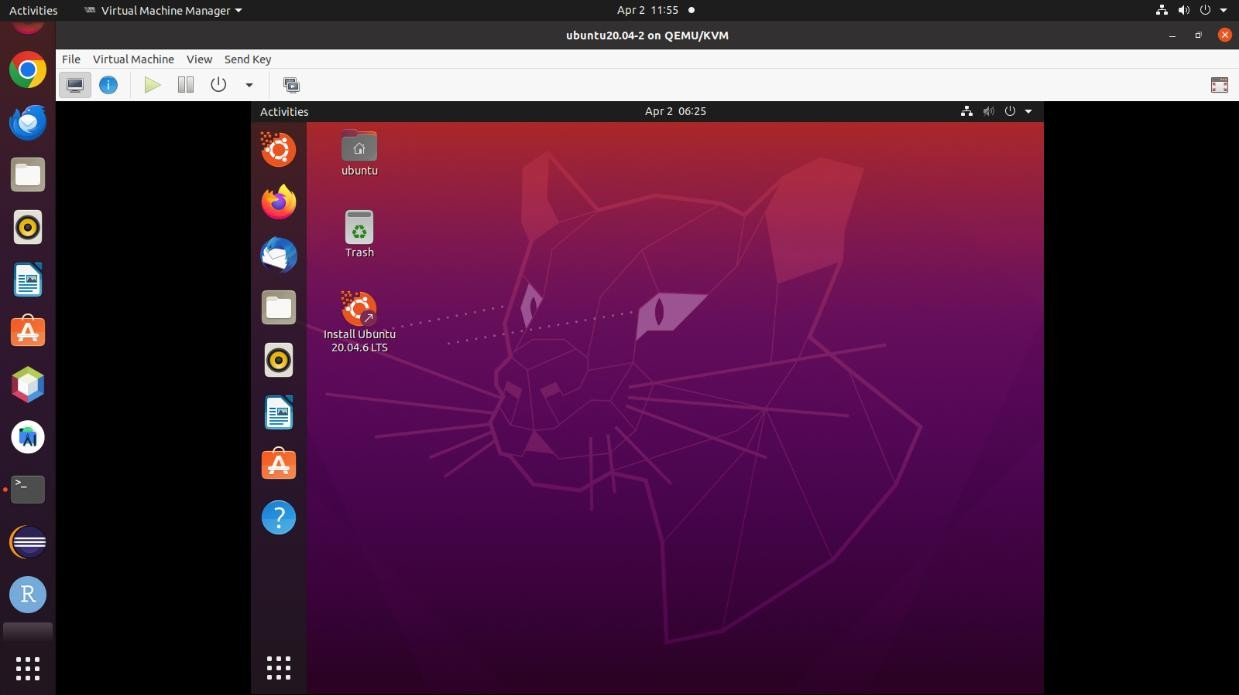 Activities Virtual Machine Manager Apr 2 11:55
ubuntu20.04-2 on QEMU/KVM
File Virtual Machine View Send Key
Activities Apr 2 06:25
ubuntu
Trash
Install Ubuntu
20.04.6 LTS